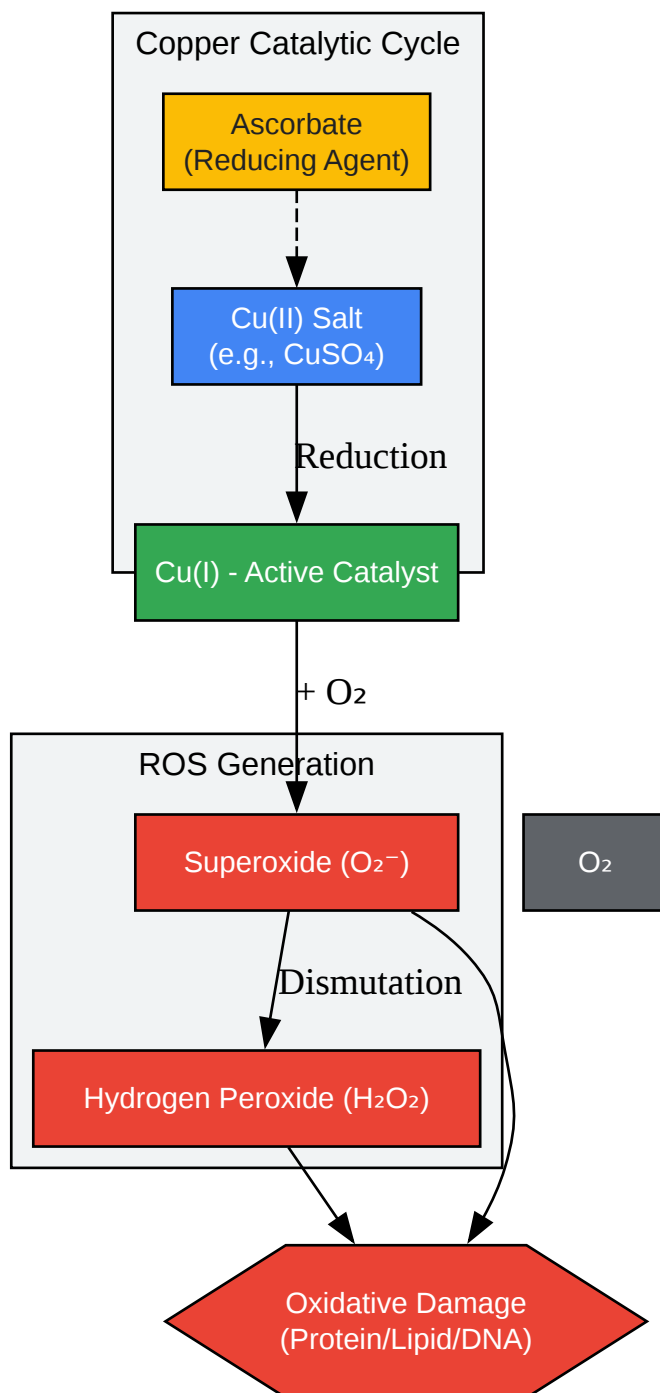 Copper Catalytic Cycle
Ascorbate
(Reducing Agent)
Cu(II) Salt
(e.g., CuSO₄)
Reduction
Cu(I) - Active Catalyst
+ O₂
ROS Generation
Superoxide (O₂⁻)
O₂
Dismutation
Hydrogen Peroxide (H₂O₂)
Oxidative Damage
(Protein/Lipid/DNA)